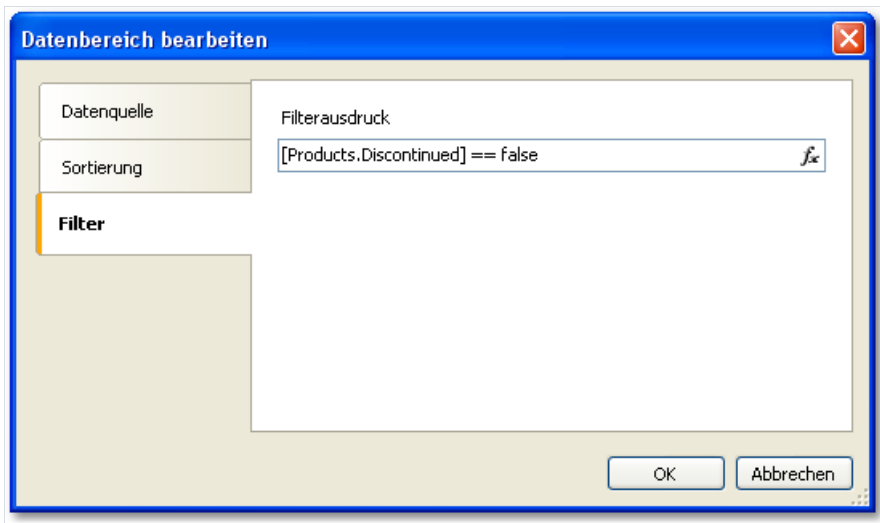 Datenbereich bearbeiten
Datenquelle
Sortierung
Filter
Filterausdruck
[Products.Discontinued] == false
fx
OK
Abbrechen